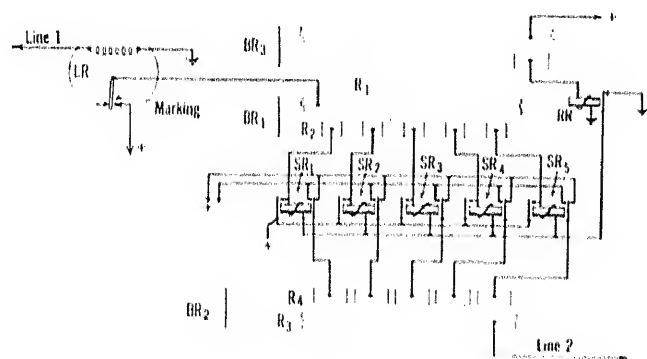 Line 1
BR3
(LR
Marking
R1
BR1
RR
R2
SR1 SR2 SR3 SR4 SR5
BR2
R4
R3
Line 2